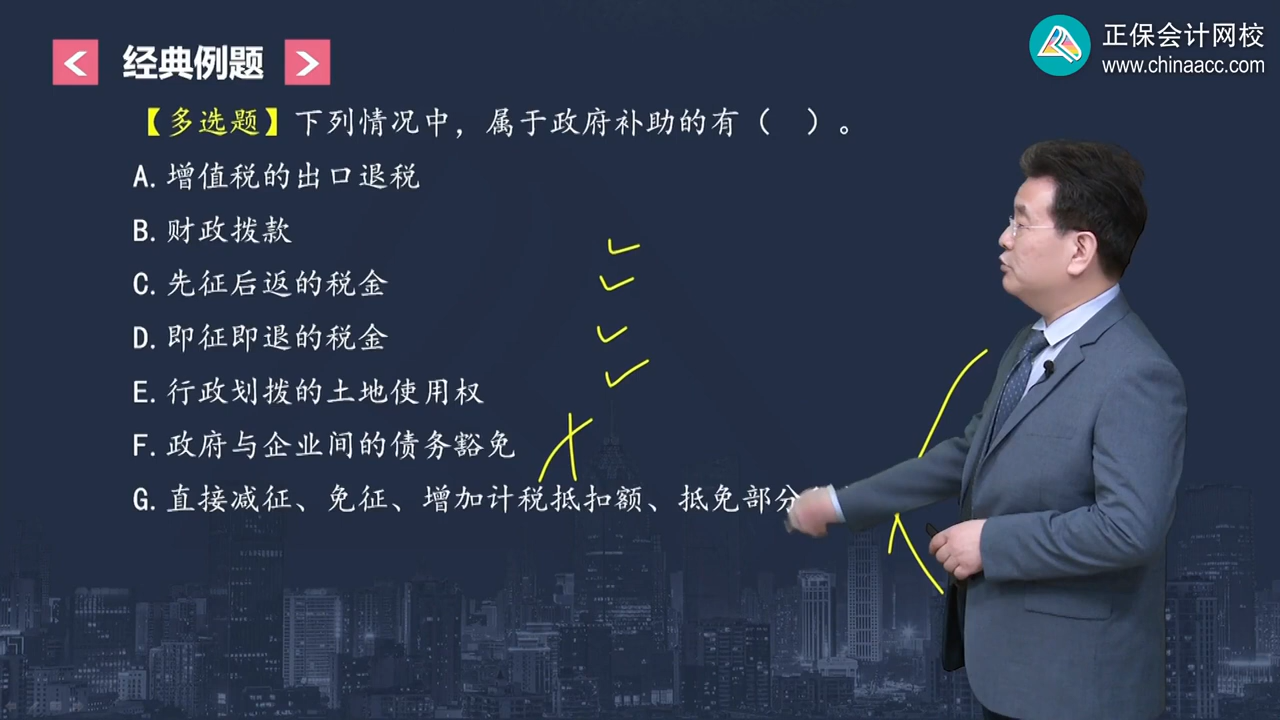 经典例题
正保会计网校
www.chinaacc.com
【多选题】下列情况中，属于政府补助的有（ ）。
A. 增值税的出口退税
B. 财政拨款
C. 先征后返的税金
D. 即征即退的税金
E. 行政划拨的土地使用权
F. 政府与企业间的债务豁免
G. 直接减征、免征、增加计税抵扣额、抵免部分